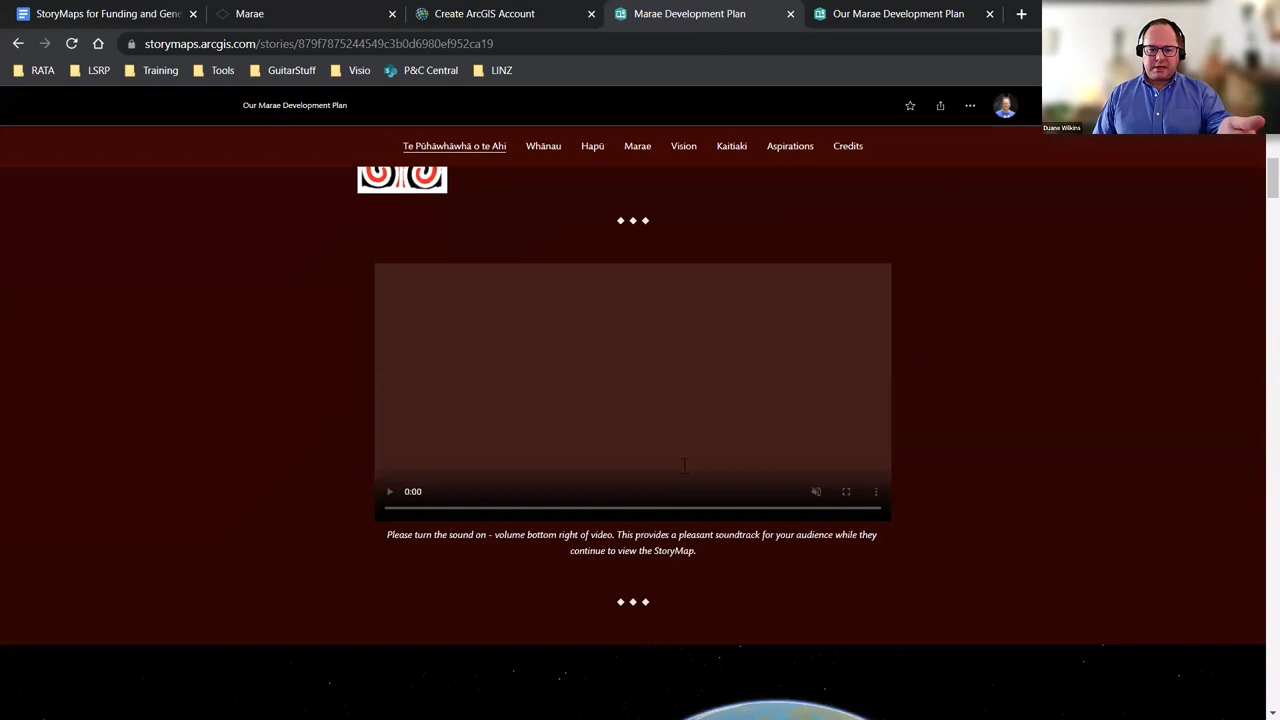 StoryMaps for Funding and Gene
Marae
Create ArcGIS Account
Marae Development Plan
Our Marae Development Plan
storymaps.arcgis.com/stories/879f7875244549c3b0d6980ef952ca19
RATA
LSRP
Training
Tools
GuitarStuff
Visio
P&C Central
LINZ
Duane Wilkins
Our Marae Development Plan
Te Pūhāwhāwhā o te Ahi
Whānau
Hapū
Marae
Vision
Kaitiaki
Aspirations
Credits
0:00
Please turn the sound on - volume bottom right of video. This provides a pleasant soundtrack for your audience while they
continue to view the StoryMap.